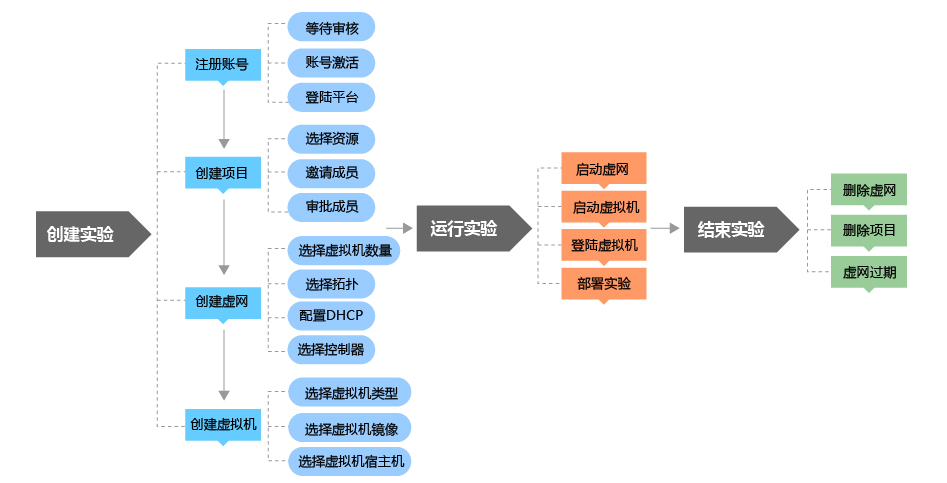 创建实验
注册账号
等待审核
账号激活
登陆平台
创建项目
选择资源
邀请成员
审批成员
创建虚网
选择虚拟机数量
选择拓扑
配置DHCP
选择控制器
创建虚拟机
选择虚拟机类型
选择虚拟机镜像
选择虚拟机宿主机
运行实验
启动虚网
启动虚拟机
登陆虚拟机
部署实验
结束实验
删除虚网
删除项目
虚网过期